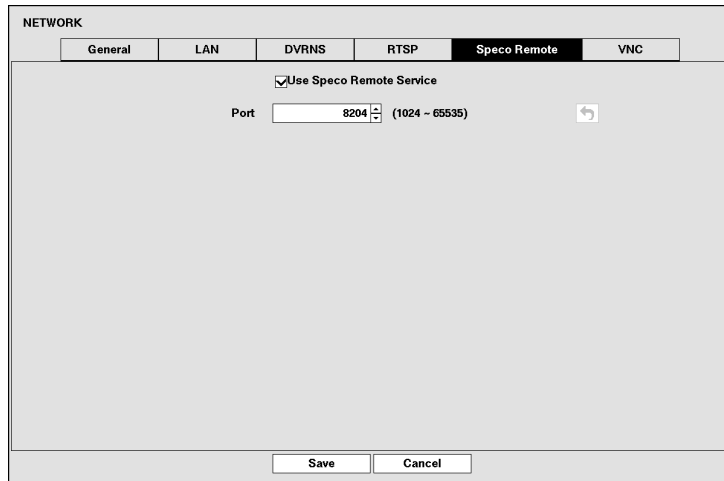 NETWORK
General LAN DVRNS RTSP Speco Remote VNC
Use Speco Remote Service
Port 8204 (1024 ~ 65535)
Save Cancel